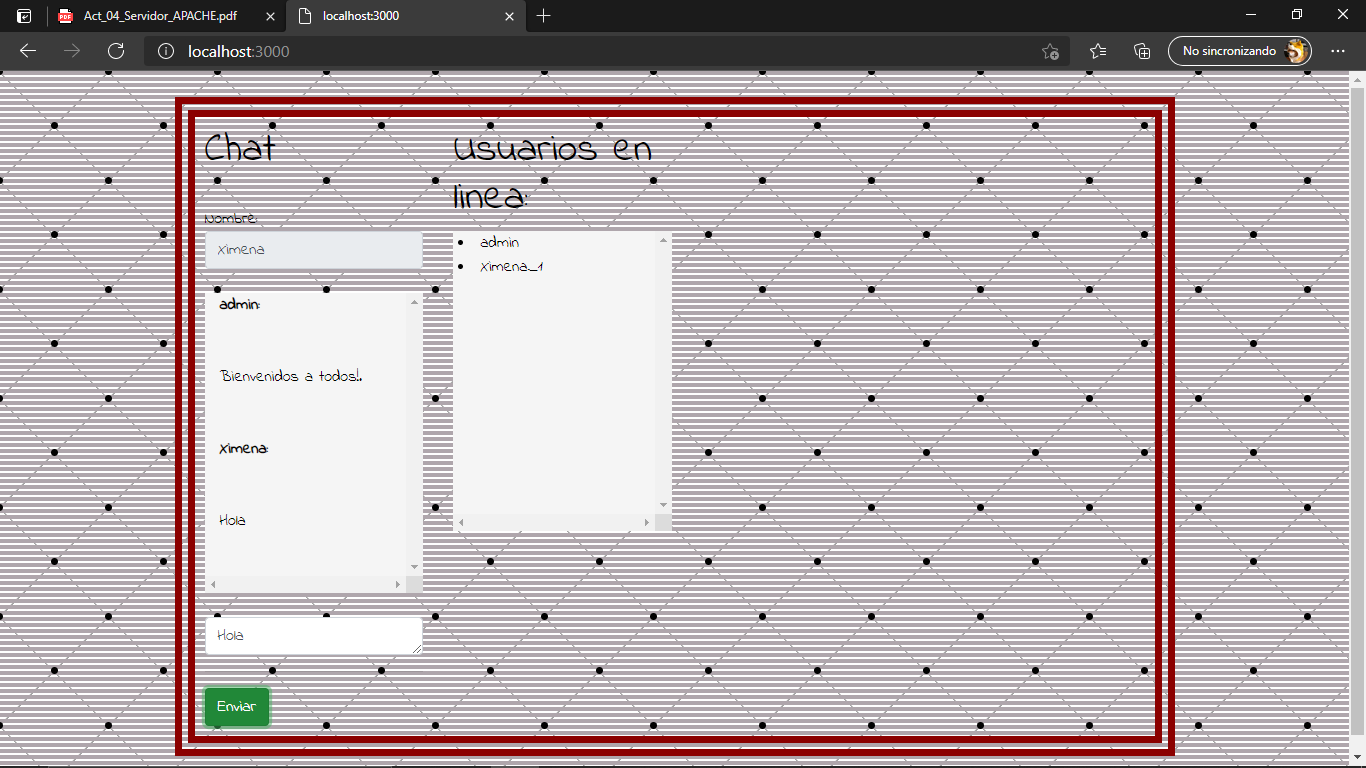 Act_04_Servidor_APACHE.pdf
localhost:3000
localhost:3000
No sincronizando
Chat
Nombre:
Ximena
admin:
Bienvenidos a todos!.
Ximena:
Hola
Hola
Enviar
Usuarios en
linea:
admin
Ximena_1